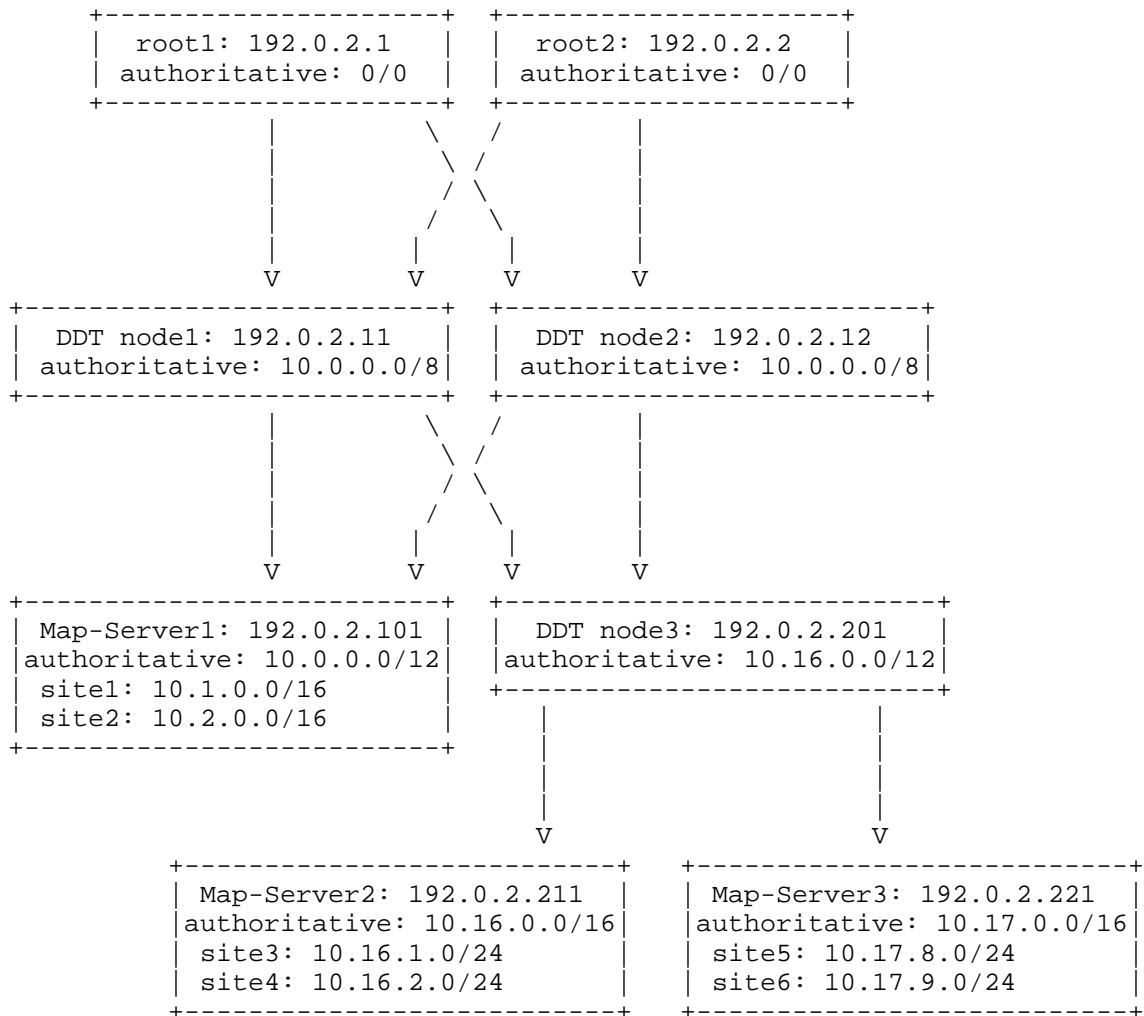 root1: 192.0.2.1
authoritative: 0/0
root2: 192.0.2.2
authoritative: 0/0
DDT node1: 192.0.2.11
authoritative: 10.0.0.0/8
DDT node2: 192.0.2.12
authoritative: 10.0.0.0/8
Map-Server1: 192.0.2.101
authoritative: 10.0.0.0/12
site1: 10.1.0.0/16
site2: 10.2.0.0/16
DDT node3: 192.0.2.201
authoritative: 10.16.0.0/12
Map-Server2: 192.0.2.211
authoritative: 10.16.0.0/16
site3: 10.16.1.0/24
site4: 10.16.2.0/24
Map-Server3: 192.0.2.221
authoritative: 10.17.0.0/16
site5: 10.17.8.0/24
site6: 10.17.9.0/24